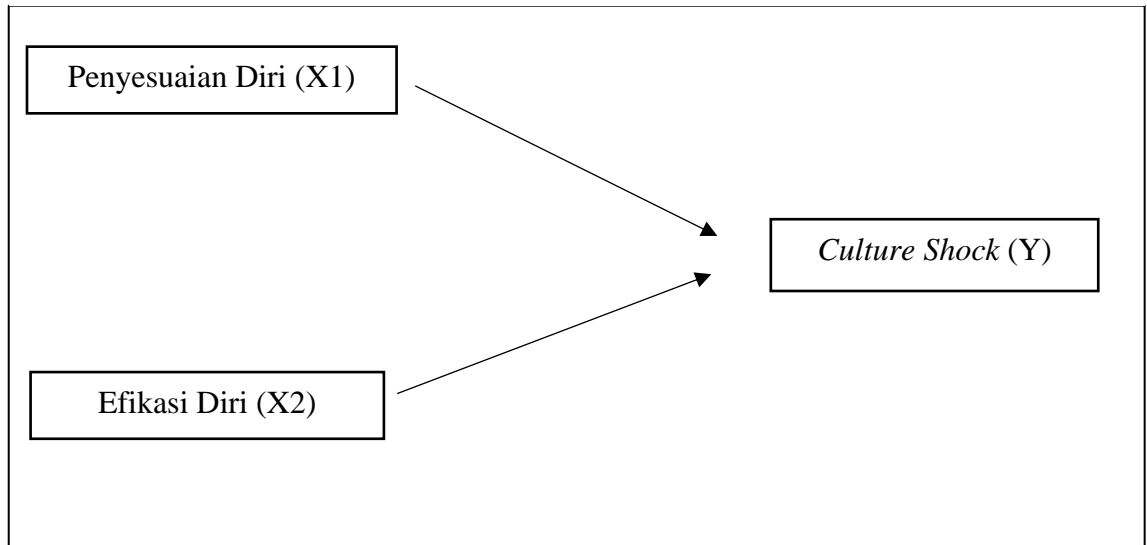 Penyesuaian Diri (X1)
Culture Shock (Y)
Efikasi Diri (X2)